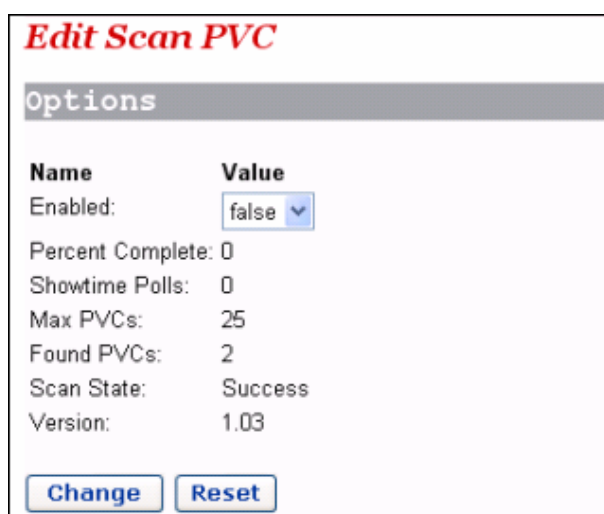 Edit Scan PVC
Options
Name Value
Enabled: false
Percent Complete: 0
Showtime Polls: 0
Max PVCs: 25
Found PVCs: 2
Scan State: Success
Version: 1.03
Change Reset